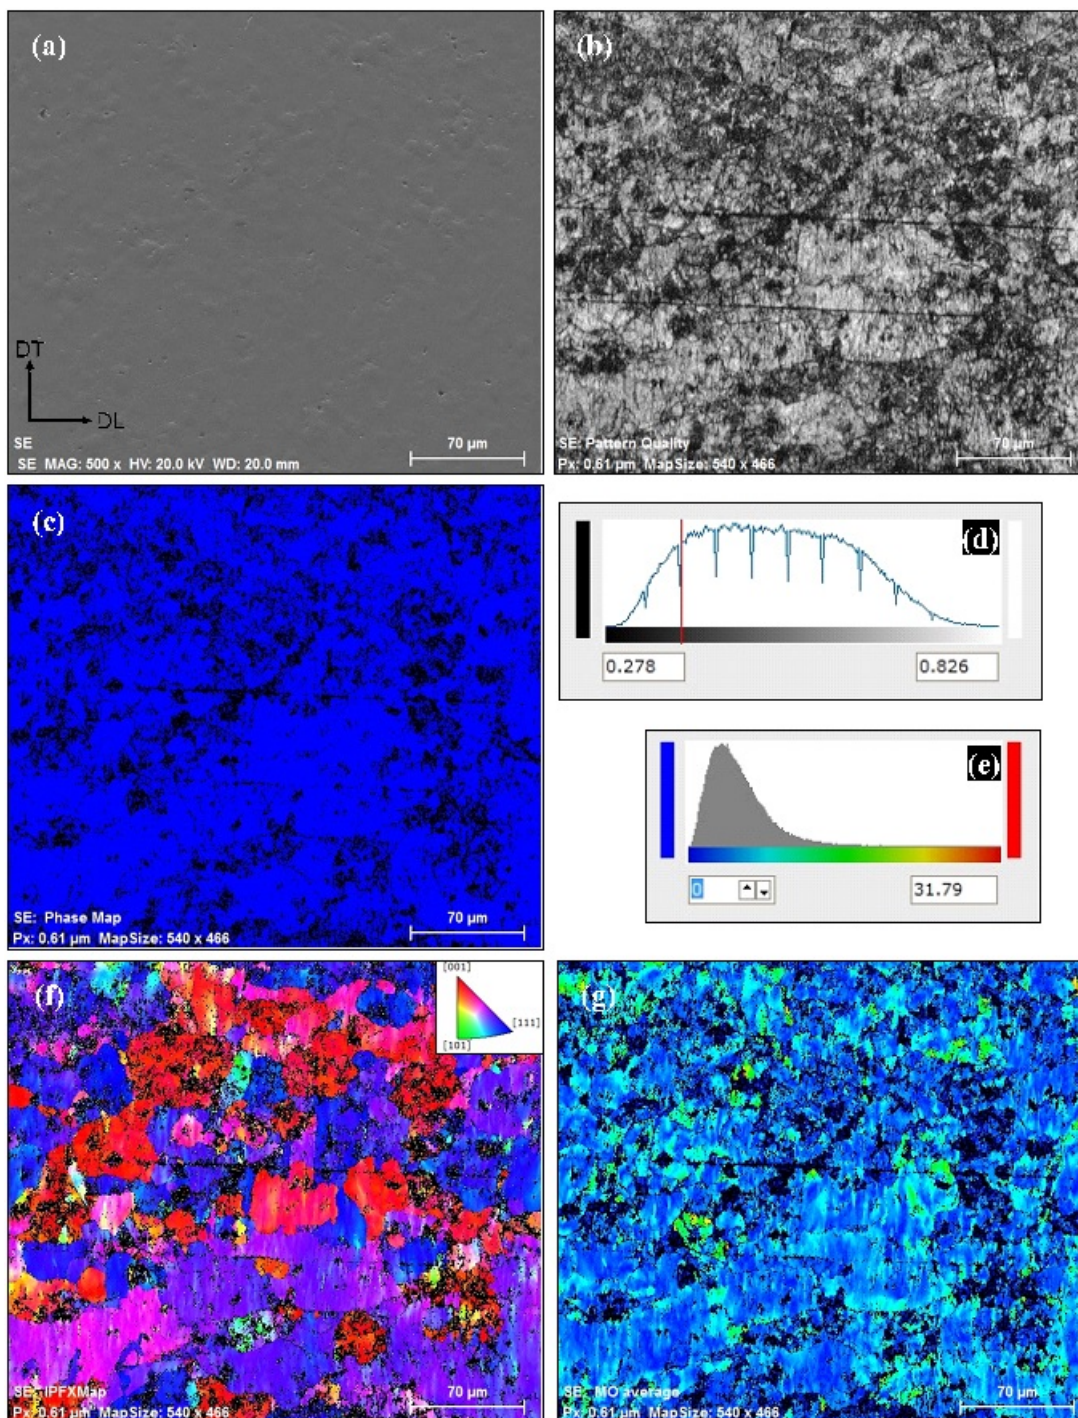 (a)
DT
DL
SE
70 µm
SE MAG: 500 x HV: 20.0 kV WD: 20.0 mm
(b)
SE: Pattern Quality
70 µm
Px: 0.61 µm MapSize: 540 x 466
(c)
SE: Phase Map
70 µm
Px: 0.61 µm MapSize: 540 x 466
(d)
0.278
0.826
(e)
0
31.79
(f)
[001]
[111]
[101]
SE: IPFXMap
70 µm
Px: 0.61 µm MapSize: 540 x 466
(g)
SE: MO average
70 µm
Px: 0.61 µm MapSize: 540 x 466